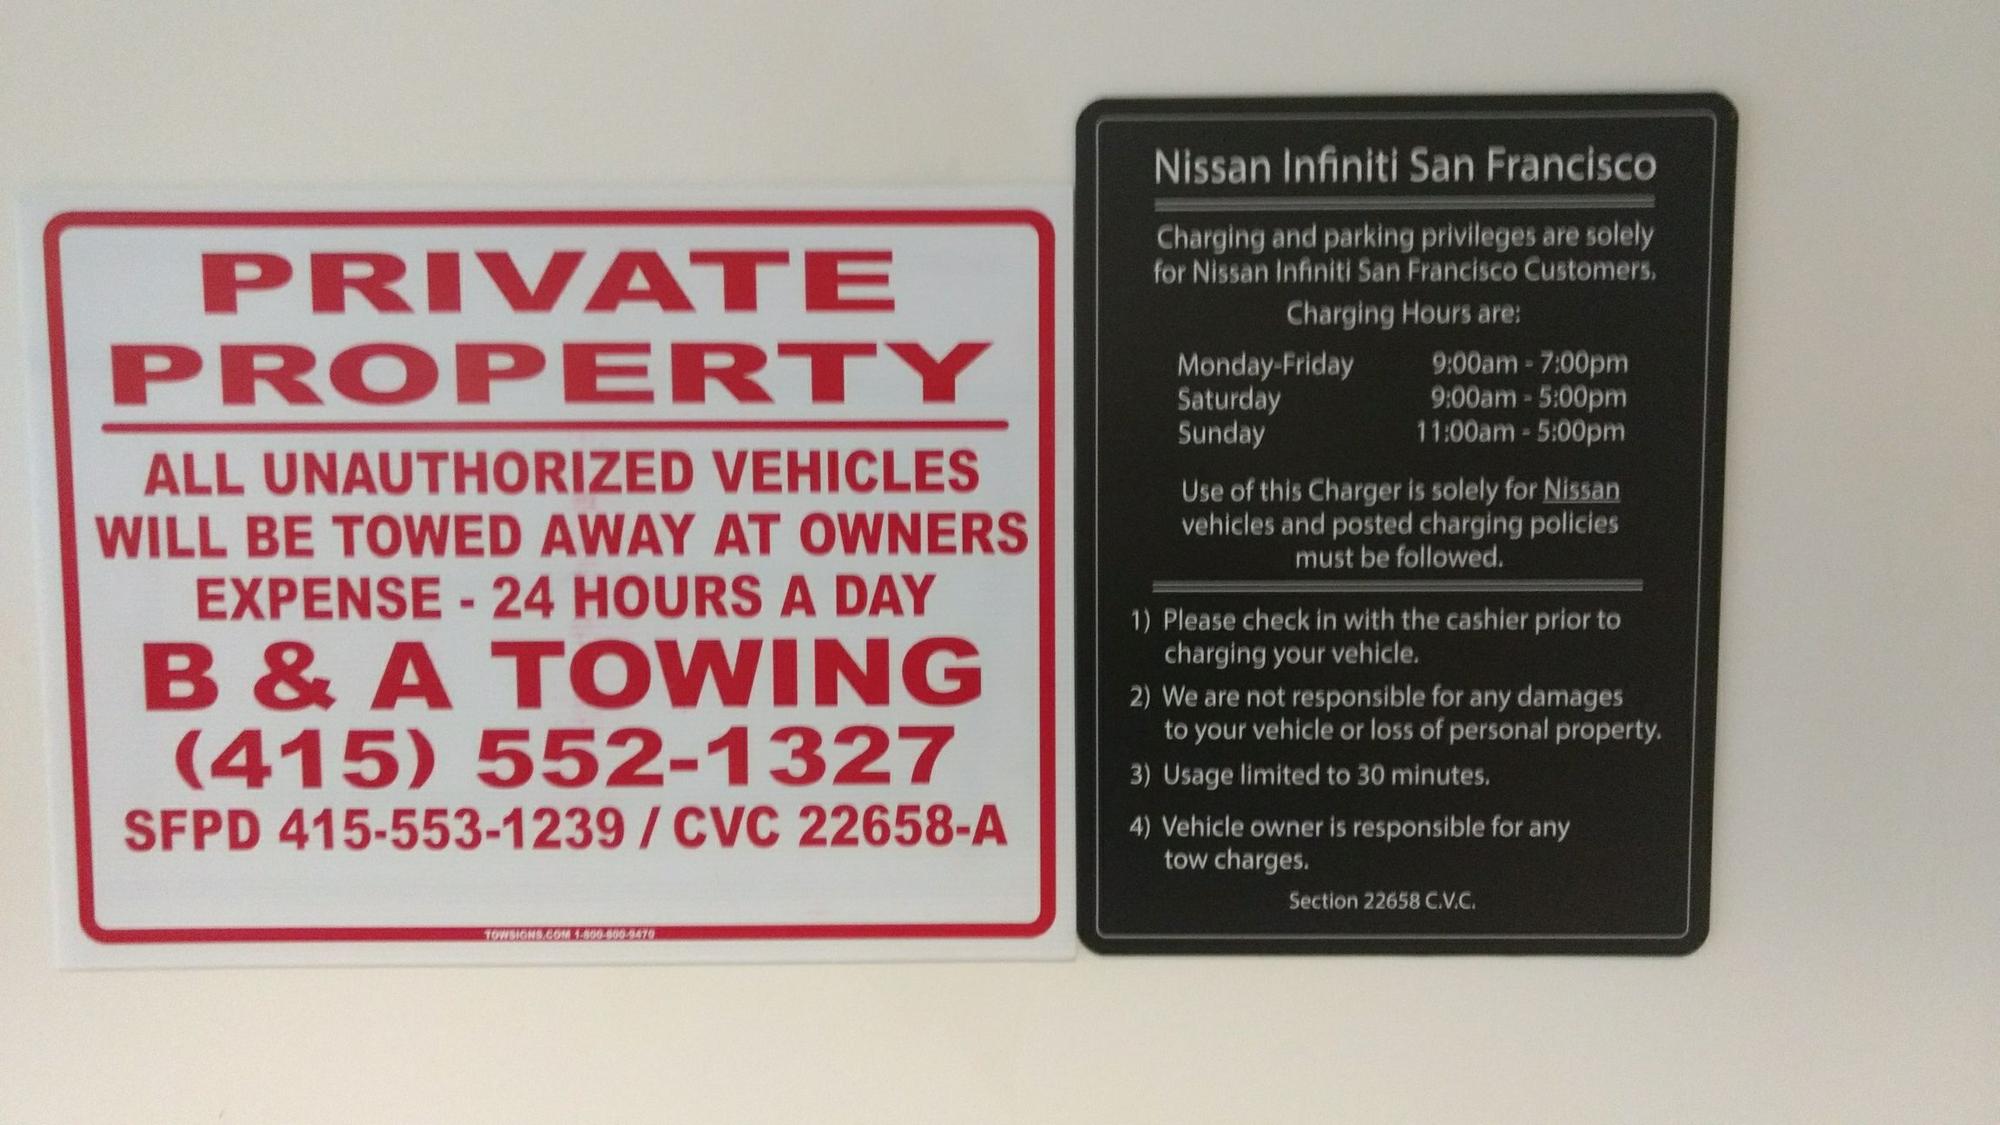 PRIVATE
PROPERTY
ALL UNAUTHORIZED VEHICLES
WILL BE TOWED AWAY AT OWNERS
EXPENSE - 24 HOURS A DAY
B & A TOWING
(415) 552-1327
SFPD 415-553-1239 / CVC 22658-A
TOWSIGNS.COM 1-800-800-9470
Nissan Infiniti San Francisco
Charging and parking privileges are solely
for Nissan Infiniti San Francisco Customers.
Charging Hours are:
Monday-Friday 9:00am - 7:00pm
Saturday 9:00am - 5:00pm
Sunday 11:00am - 5:00pm
Use of this Charger is solely for Nissan
vehicles and posted charging policies
must be followed.
1) Please check in with the cashier prior to
charging your vehicle.
2) We are not responsible for any damages
to your vehicle or loss of personal property.
3) Usage limited to 30 minutes.
4) Vehicle owner is responsible for any
tow charges.
Section 22658 C.V.C.